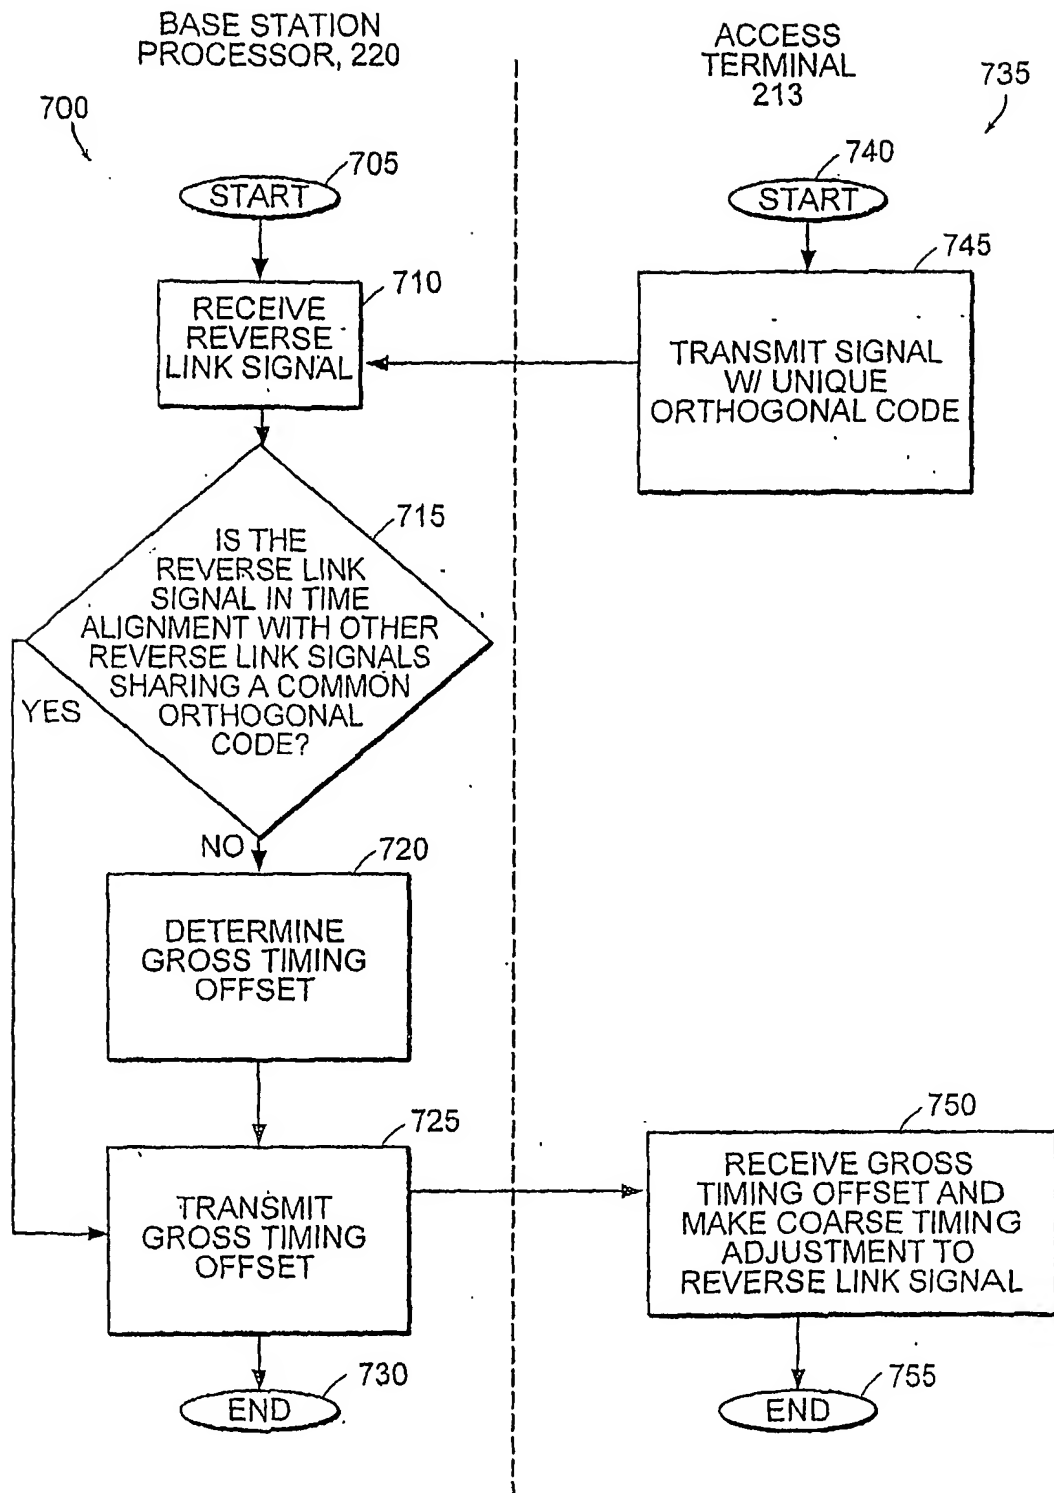 BASE STATION
PROCESSOR, 220
ACCESS
TERMINAL
213
700
735
705
START
740
START
710
RECEIVE
REVERSE
LINK SIGNAL
745
TRANSMIT SIGNAL
W/ UNIQUE
ORTHOGONAL CODE
715
IS THE
REVERSE LINK
SIGNAL IN TIME
ALIGNMENT WITH OTHER
REVERSE LINK SIGNALS
SHARING A COMMON
ORTHOGONAL
CODE?
YES
NO
720
DETERMINE
GROSS TIMING
OFFSET
725
TRANSMIT
GROSS TIMING
OFFSET
750
RECEIVE GROSS
TIMING OFFSET AND
MAKE COARSE TIMING
ADJUSTMENT TO
REVERSE LINK SIGNAL
730
END
755
END